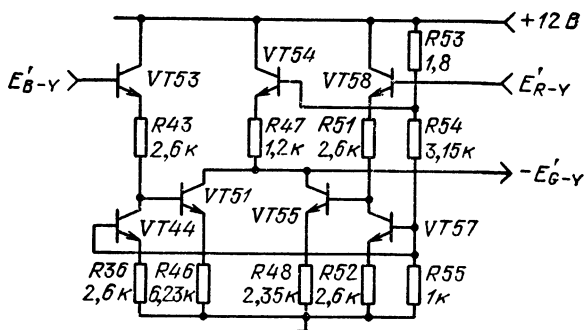 +12 В
R53
1,8
VT54
E'B-Y
VT53
VT58
E'R-Y
R43
2,6к
R47
1,2к
R51
2,6к
R54
3,15к
-E'G-Y
VT51
VT55
VT44
VT57
R36
2,6к
R46
6,23к
R48
2,35к
R52
2,6к
R55
1к